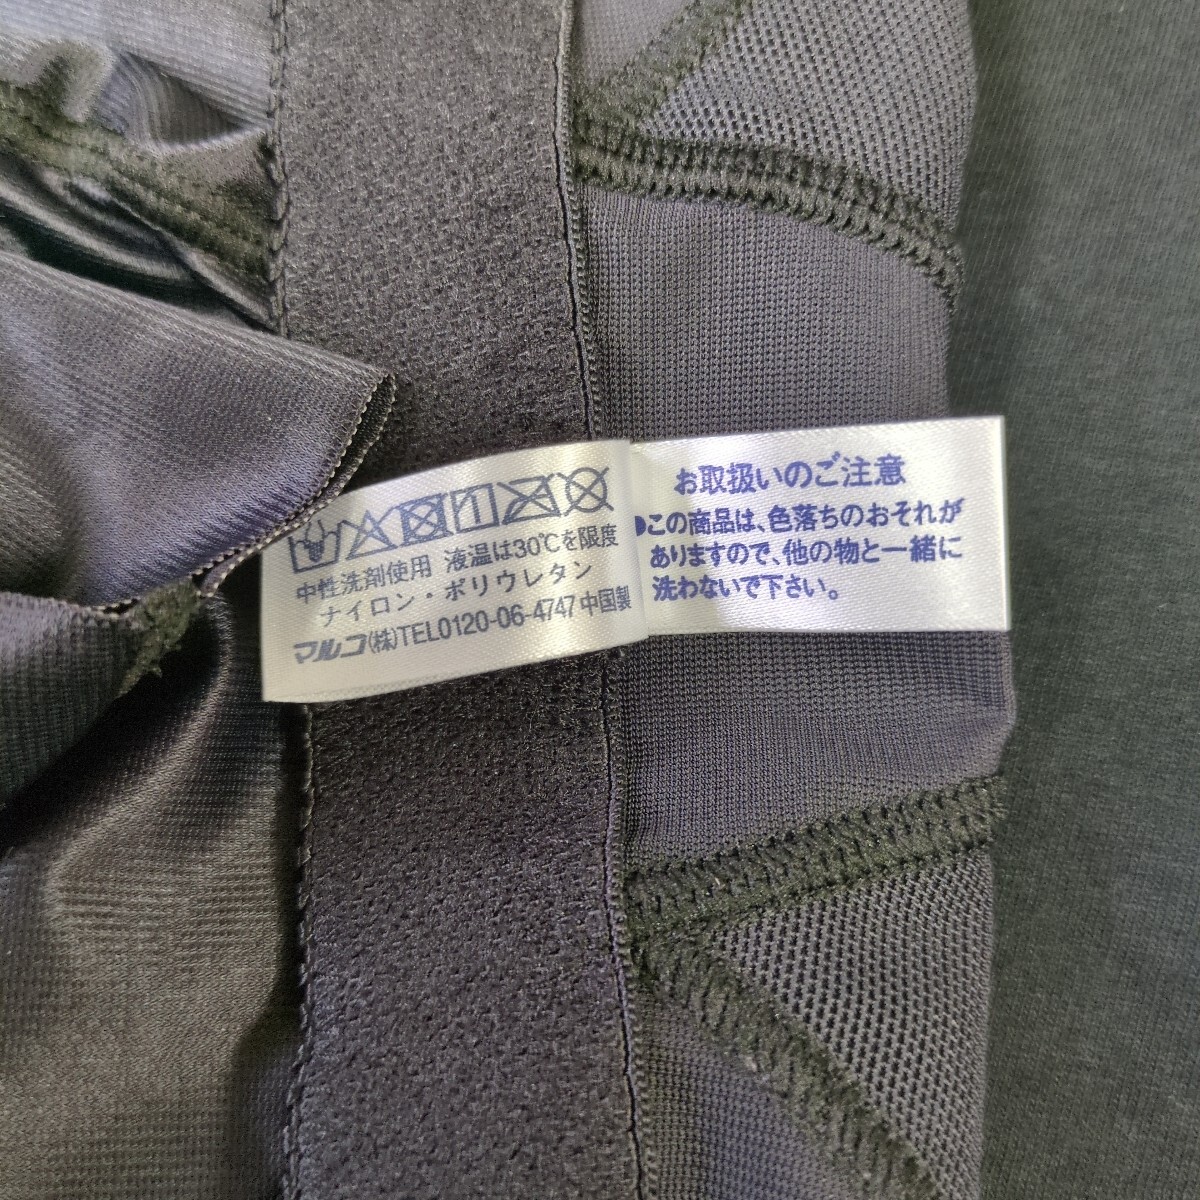 中性洗剤使用 液温は30℃を限度
ナイロン・ポリウレタン
マルコ(株)TEL0120-06-4747 中国製
お取扱いのご注意
●この商品は、色落ちのおそれが
ありますので、他の物と一緒に
洗わないで下さい。